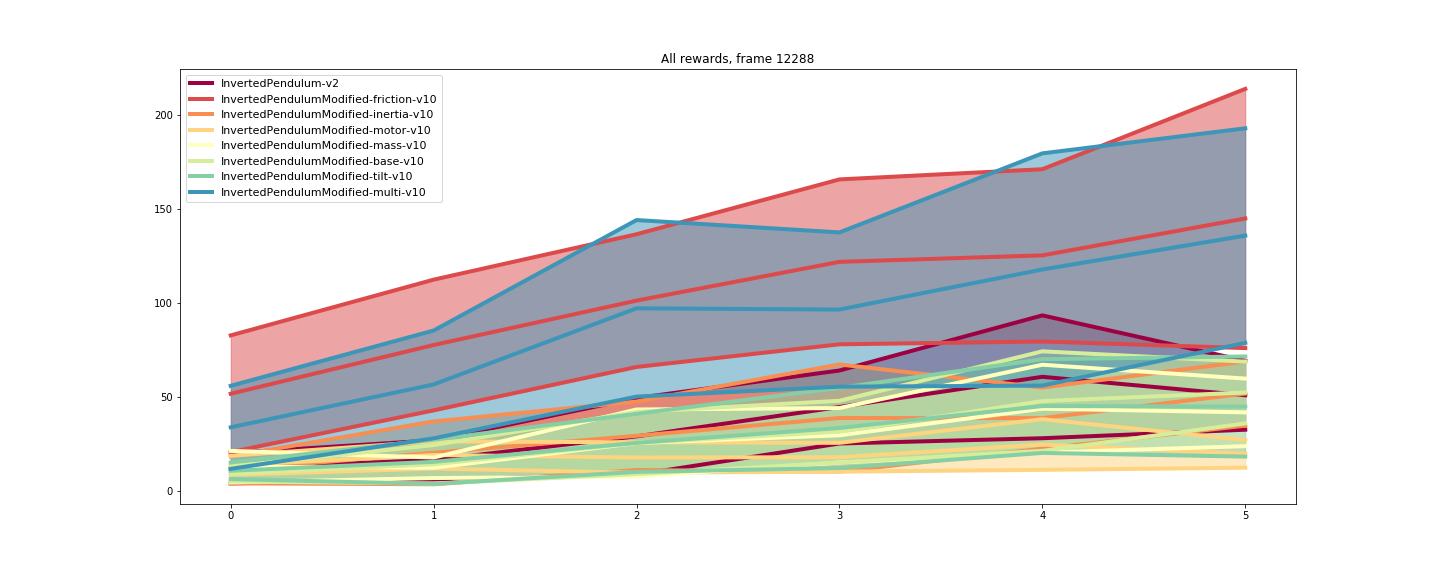 All rewards, frame 12288
InvertedPendulum-v2
InvertedPendulumModified-friction-v10
InvertedPendulumModified-inertia-v10
InvertedPendulumModified-motor-v10
InvertedPendulumModified-mass-v10
InvertedPendulumModified-base-v10
InvertedPendulumModified-tilt-v10
InvertedPendulumModified-multi-v10
200
150
100
50
0
0 1 2 3 4 5